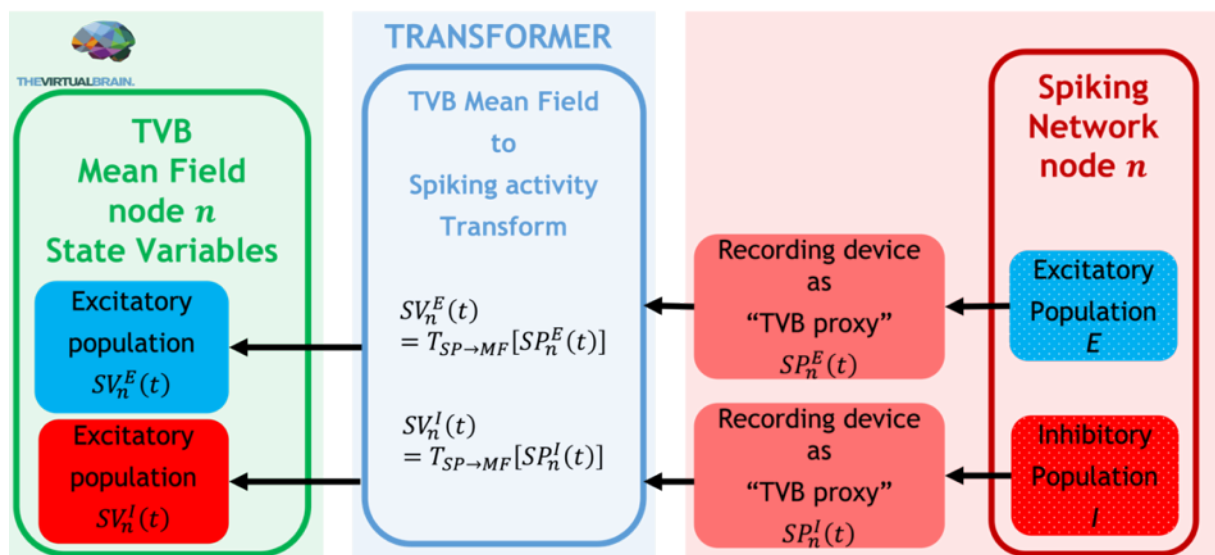 THEVIRTUALBRAIN.
TVB
Mean Field
node n
State Variables
Excitatory
population
SV_n^E(t)
Excitatory
population
SV_n^I(t)
TRANSFORMER
TVB Mean Field
to
Spiking activity
Transform
SV_n^E(t)
= T_{SP→MF}[SP_n^E(t)]
SV_n^I(t)
= T_{SP→MF}[SP_n^I(t)]
Recording device
as
“TVB proxy”
SP_n^E(t)
Recording device
as
“TVB proxy”
SP_n^I(t)
Spiking
Network
node n
Excitatory
Population
E
Inhibitory
Population
I